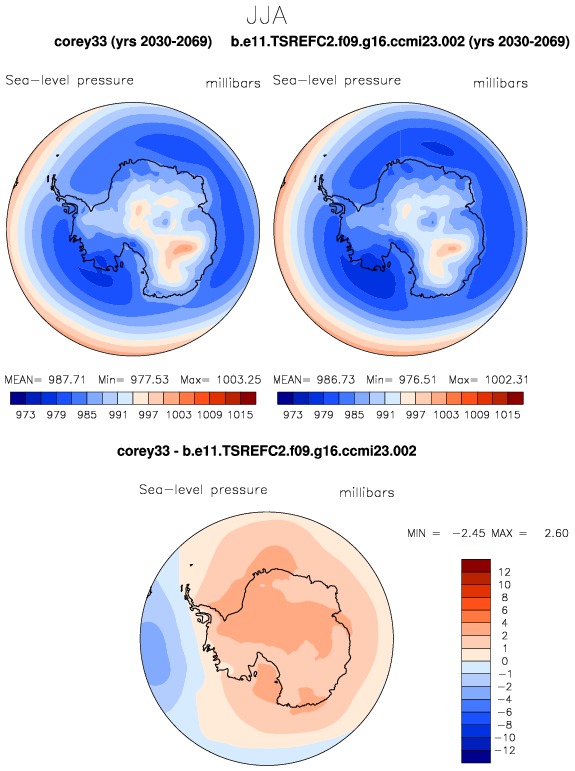 JJA
corey33 (yrs 2030-2069) b.e11.TSREFC2.f09.g16.ccmi23.002 (yrs 2030-2069)
Sea-level pressure millibars Sea-level pressure millibars
MEAN= 987.71 Min= 977.53 Max= 1003.25 MEAN= 986.73 Min= 976.51 Max= 1002.31
973 979 985 991 997 1003 1009 1015 973 979 985 991 997 1003 1009 1015
corey33 - b.e11.TSREFC2.f09.g16.ccmi23.002
Sea-level pressure millibars
MIN = -2.45 MAX = 2.60
12
10
8
6
4
2
1
0
-1
-2
-4
-6
-8
-10
-12